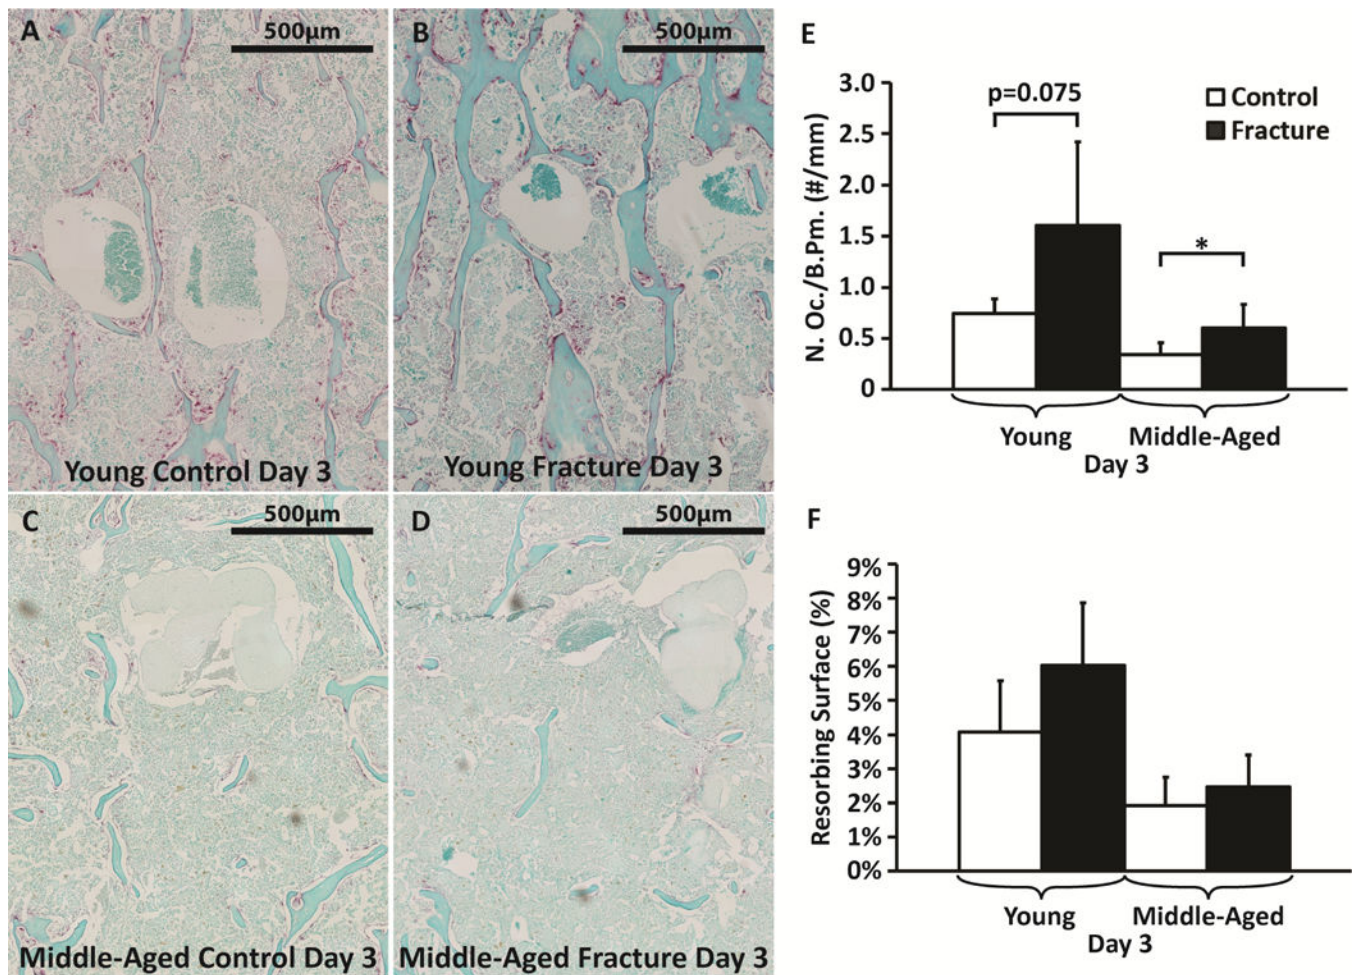 A
500µm
Young Control Day 3
B
500µm
Young Fracture Day 3
C
500µm
Middle-Aged Control Day 3
D
500µm
Middle-Aged Fracture Day 3
E
N. Oc./B.Pm. (#/mm)
3.0
2.5
2.0
1.5
1.0
0.5
0
p=0.075
*
Control
Fracture
Young
Middle-Aged
Day 3
F
Resorbing Surface (%)
9%
8%
7%
6%
5%
4%
3%
2%
1%
0%
Young
Middle-Aged
Day 3